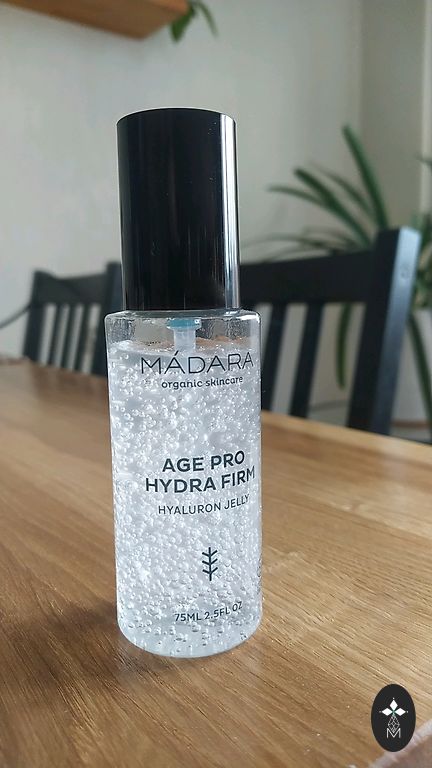 MÁDARA
organic skincare
AGE PRO
HYDRA FIRM
HYALURON JELLY
75ML 2.5FL OZ
M